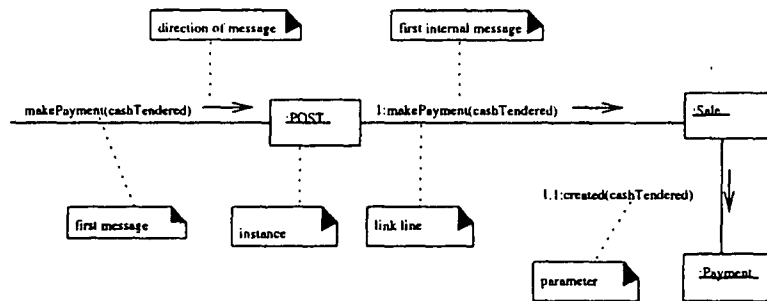 direction of message
first internal message
makePayment(cashTendered)
:POST
1:makePayment(cashTendered)
:Sale
1.1:created(cashTendered)
first message
instance
link line
parameter
:Payment